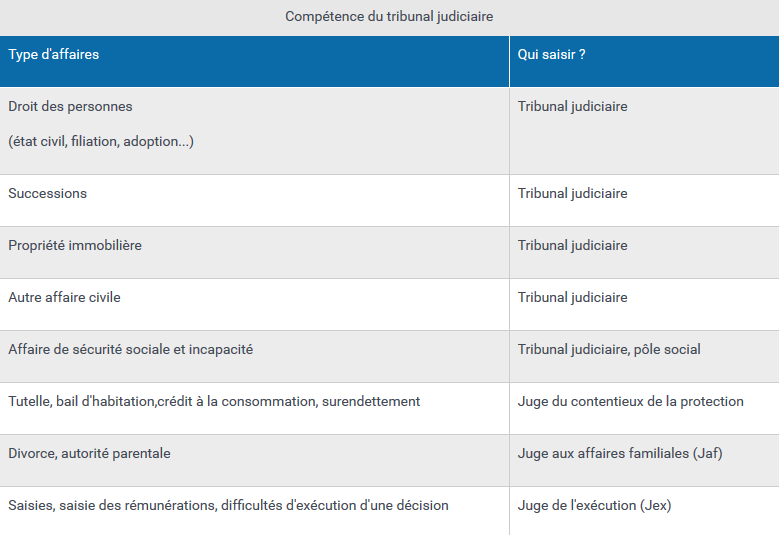 Compétence du tribunal judiciaire
Type d'affaires
Qui saisir ?
Droit des personnes
(état civil, filiation, adoption...)
Tribunal judiciaire
Successions
Tribunal judiciaire
Propriété immobilière
Tribunal judiciaire
Autre affaire civile
Tribunal judiciaire
Affaire de sécurité sociale et incapacité
Tribunal judiciaire, pôle social
Tutelle, bail d'habitation,crédit à la consommation, surendettement
Juge du contentieux de la protection
Divorce, autorité parentale
Juge aux affaires familiales (Jaf)
Saisies, saisie des rémunérations, difficultés d'exécution d'une décision
Juge de l'exécution (Jex)